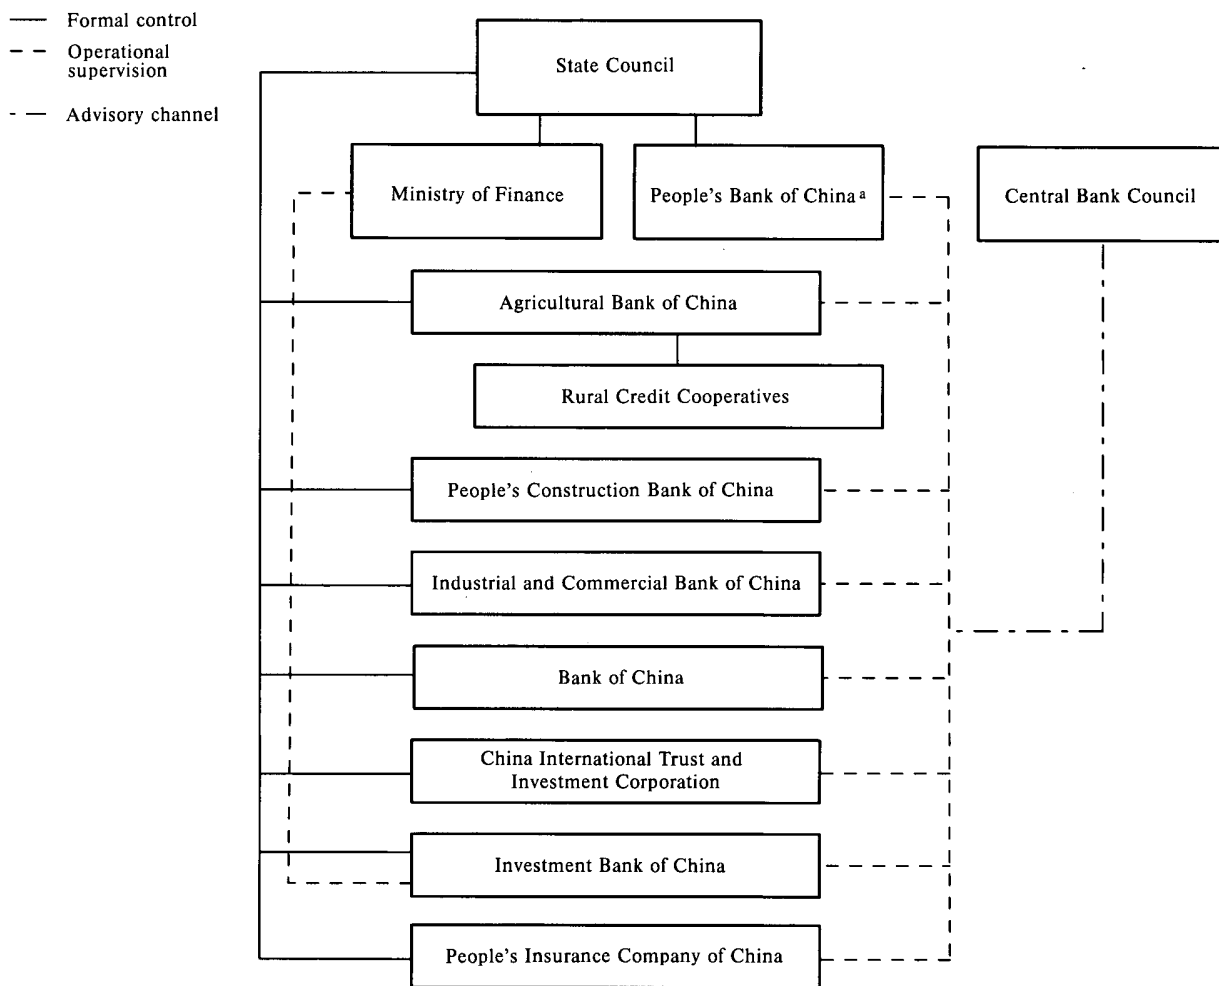 Formal control
Operational
supervision
Advisory channel
State Council
Ministry of Finance
People's Bank of China a
Central Bank Council
Agricultural Bank of China
Rural Credit Cooperatives
People's Construction Bank of China
Industrial and Commercial Bank of China
Bank of China
China International Trust and
Investment Corporation
Investment Bank of China
People's Insurance Company of China